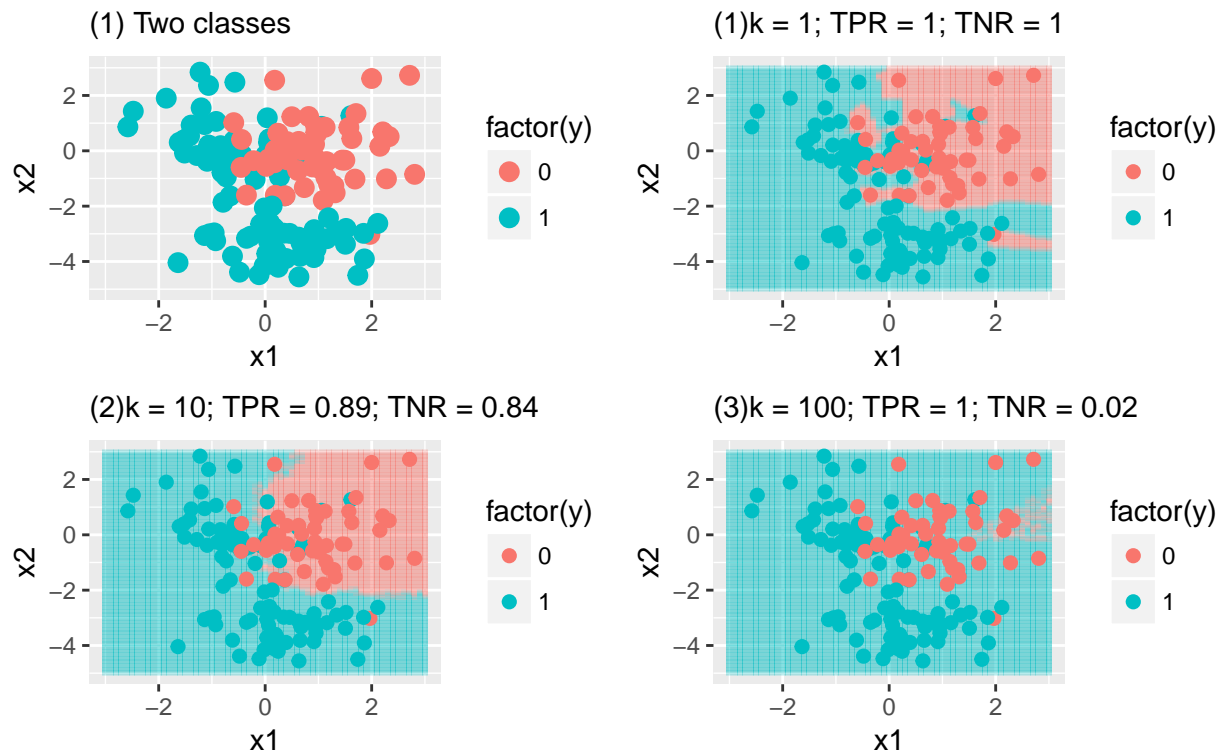 (1) Two classes
x2
2
0
−2
−4
−2 0 2
x1
factor(y)
0
1
(1)k = 1; TPR = 1; TNR = 1
x2
2
0
−2
−4
−2 0 2
x1
factor(y)
0
1
(2)k = 10; TPR = 0.89; TNR = 0.84
x2
2
0
−2
−4
−2 0 2
x1
factor(y)
0
1
(3)k = 100; TPR = 1; TNR = 0.02
x2
2
0
−2
−4
−2 0 2
x1
factor(y)
0
1